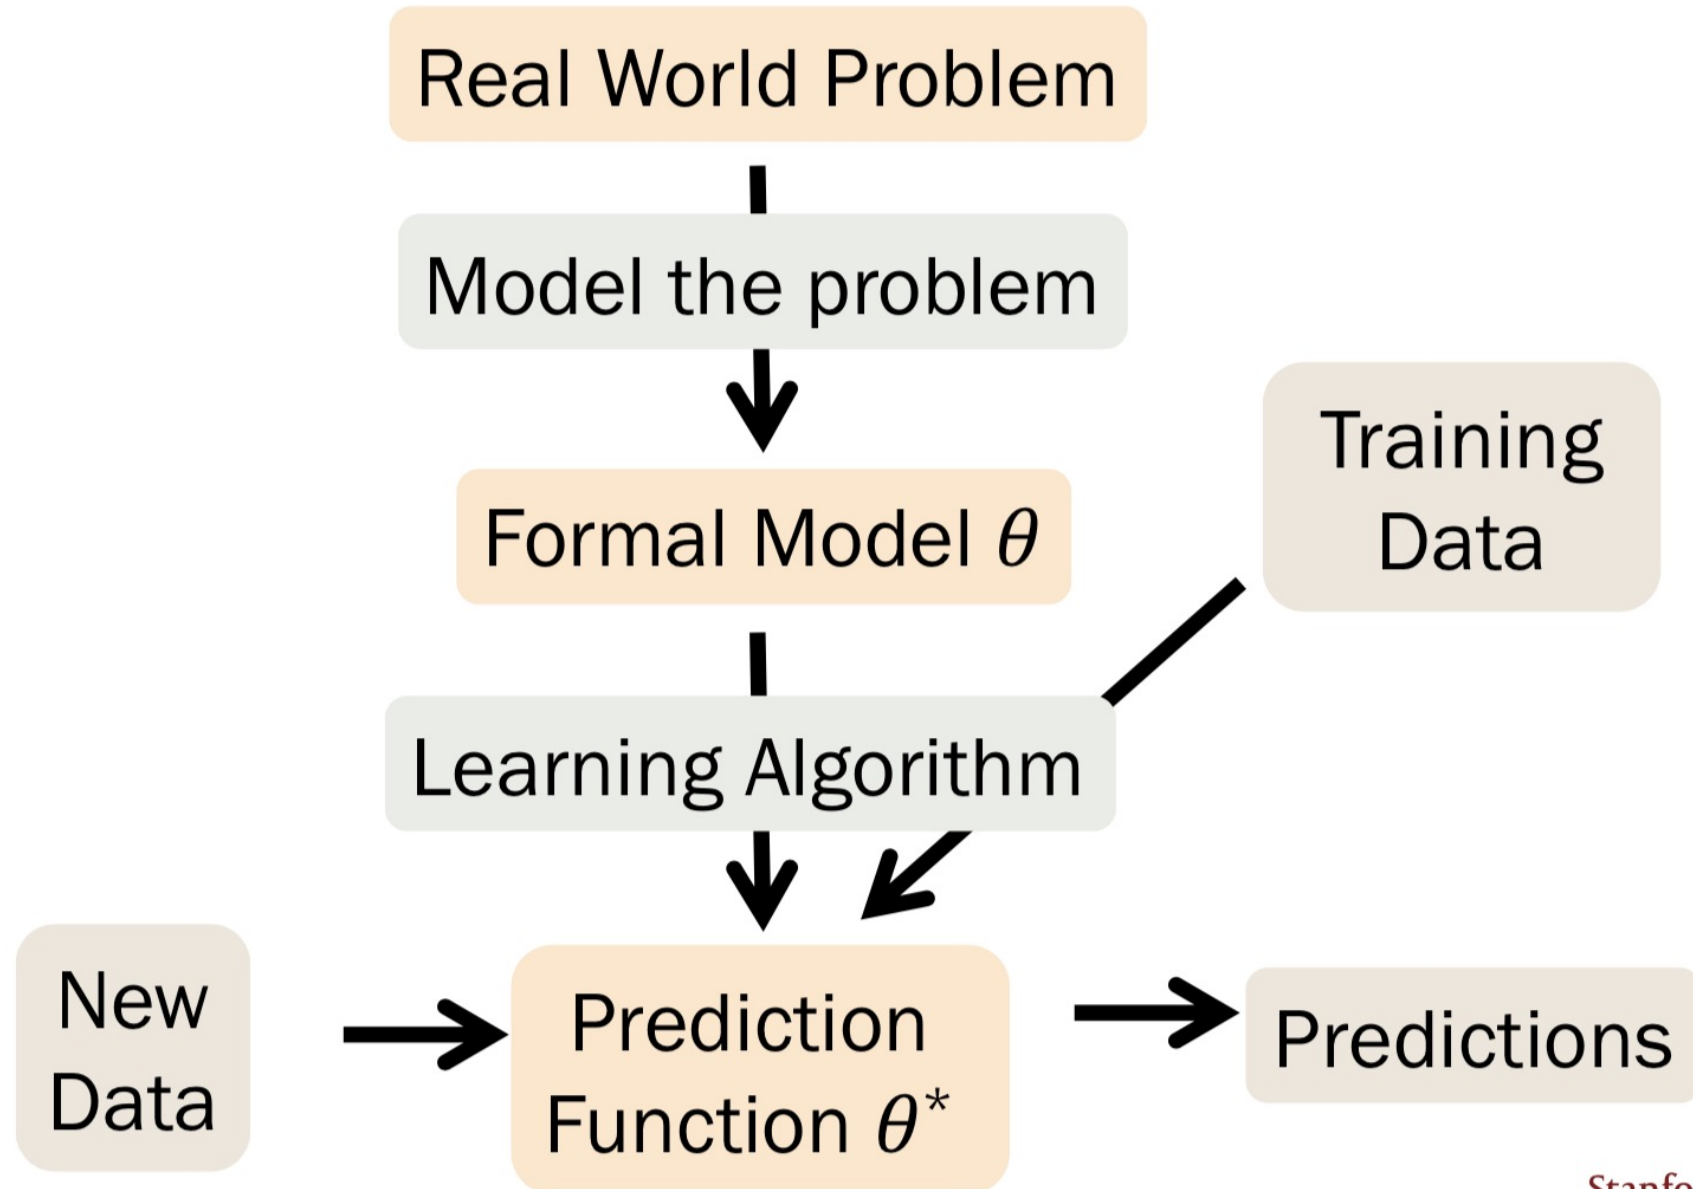 Real World Problem
Model the problem
Formal Model θ
Training
Data
Learning Algorithm
New
Data
Prediction
Function θ*
Predictions